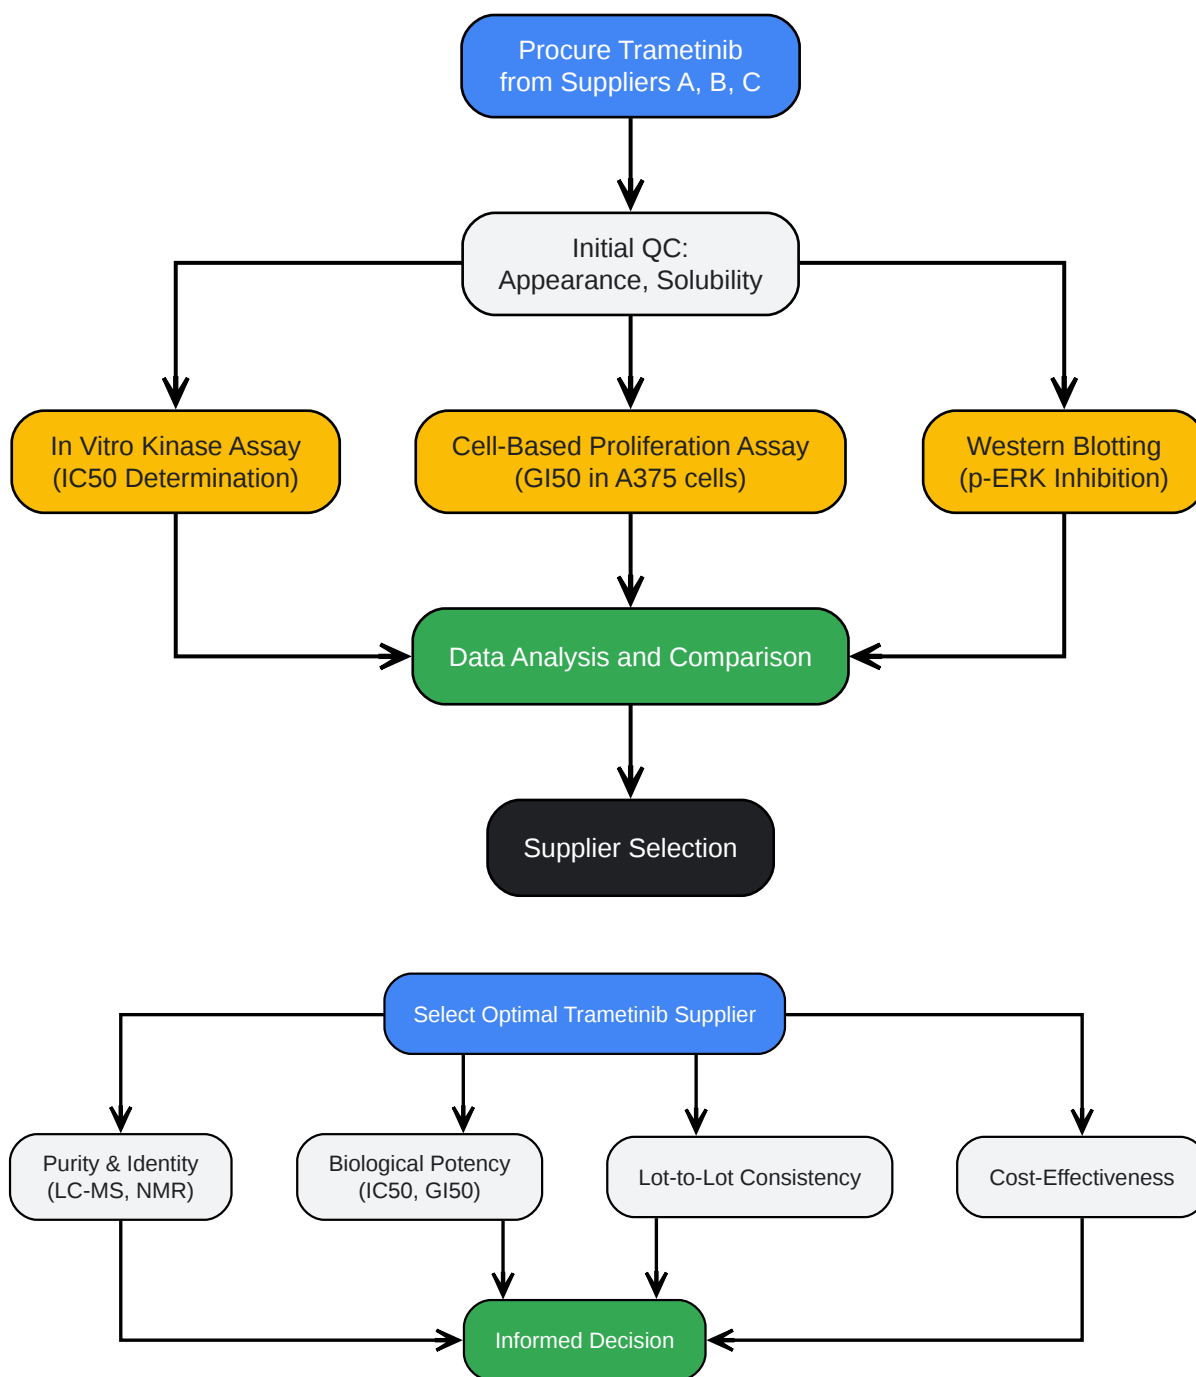 Procure Trametinib
from Suppliers A, B, C
Initial QC:
Appearance, Solubility
In Vitro Kinase Assay
(IC50 Determination)
Cell-Based Proliferation Assay
(GI50 in A375 cells)
Western Blotting
(p-ERK Inhibition)
Data Analysis and Comparison
Supplier Selection
Select Optimal Trametinib Supplier
Purity & Identity
(LC-MS, NMR)
Biological Potency
(IC50, GI50)
Lot-to-Lot Consistency
Cost-Effectiveness
Informed Decision